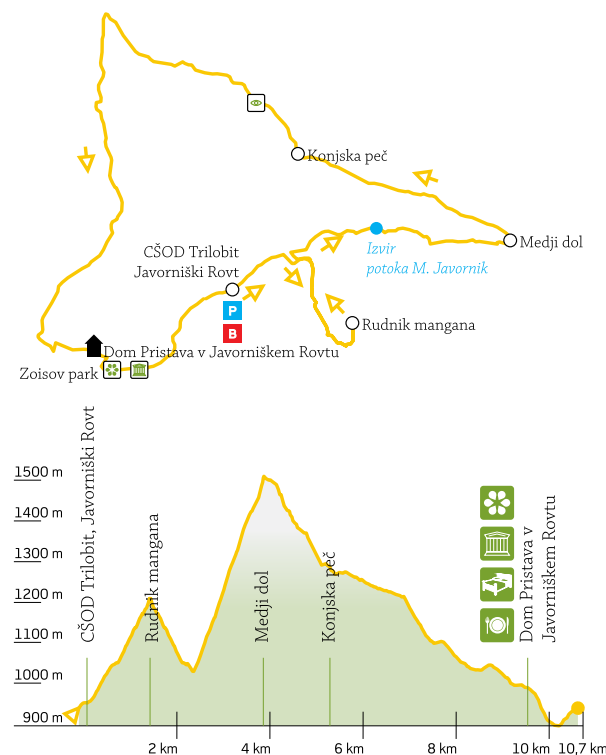 Konjska peč
Medji dol
CŠOD Trilobit
Javorniški Rovt
Izvir
potoka M. Javornik
P
B
Rudnik mangana
Dom Pristava v Javorniškem Rovtu
Zoisov park
1500 m
1400 m
1300 m
1200 m
1100 m
1000 m
900 m
CŠOD Trilobit, Javorniški Rovt
Rudnik mangana
Medji dol
Konjska peč
Dom Pristava v
Javorniškem Rovtu
2 km
4 km
6 km
8 km
10 km
10,7 km